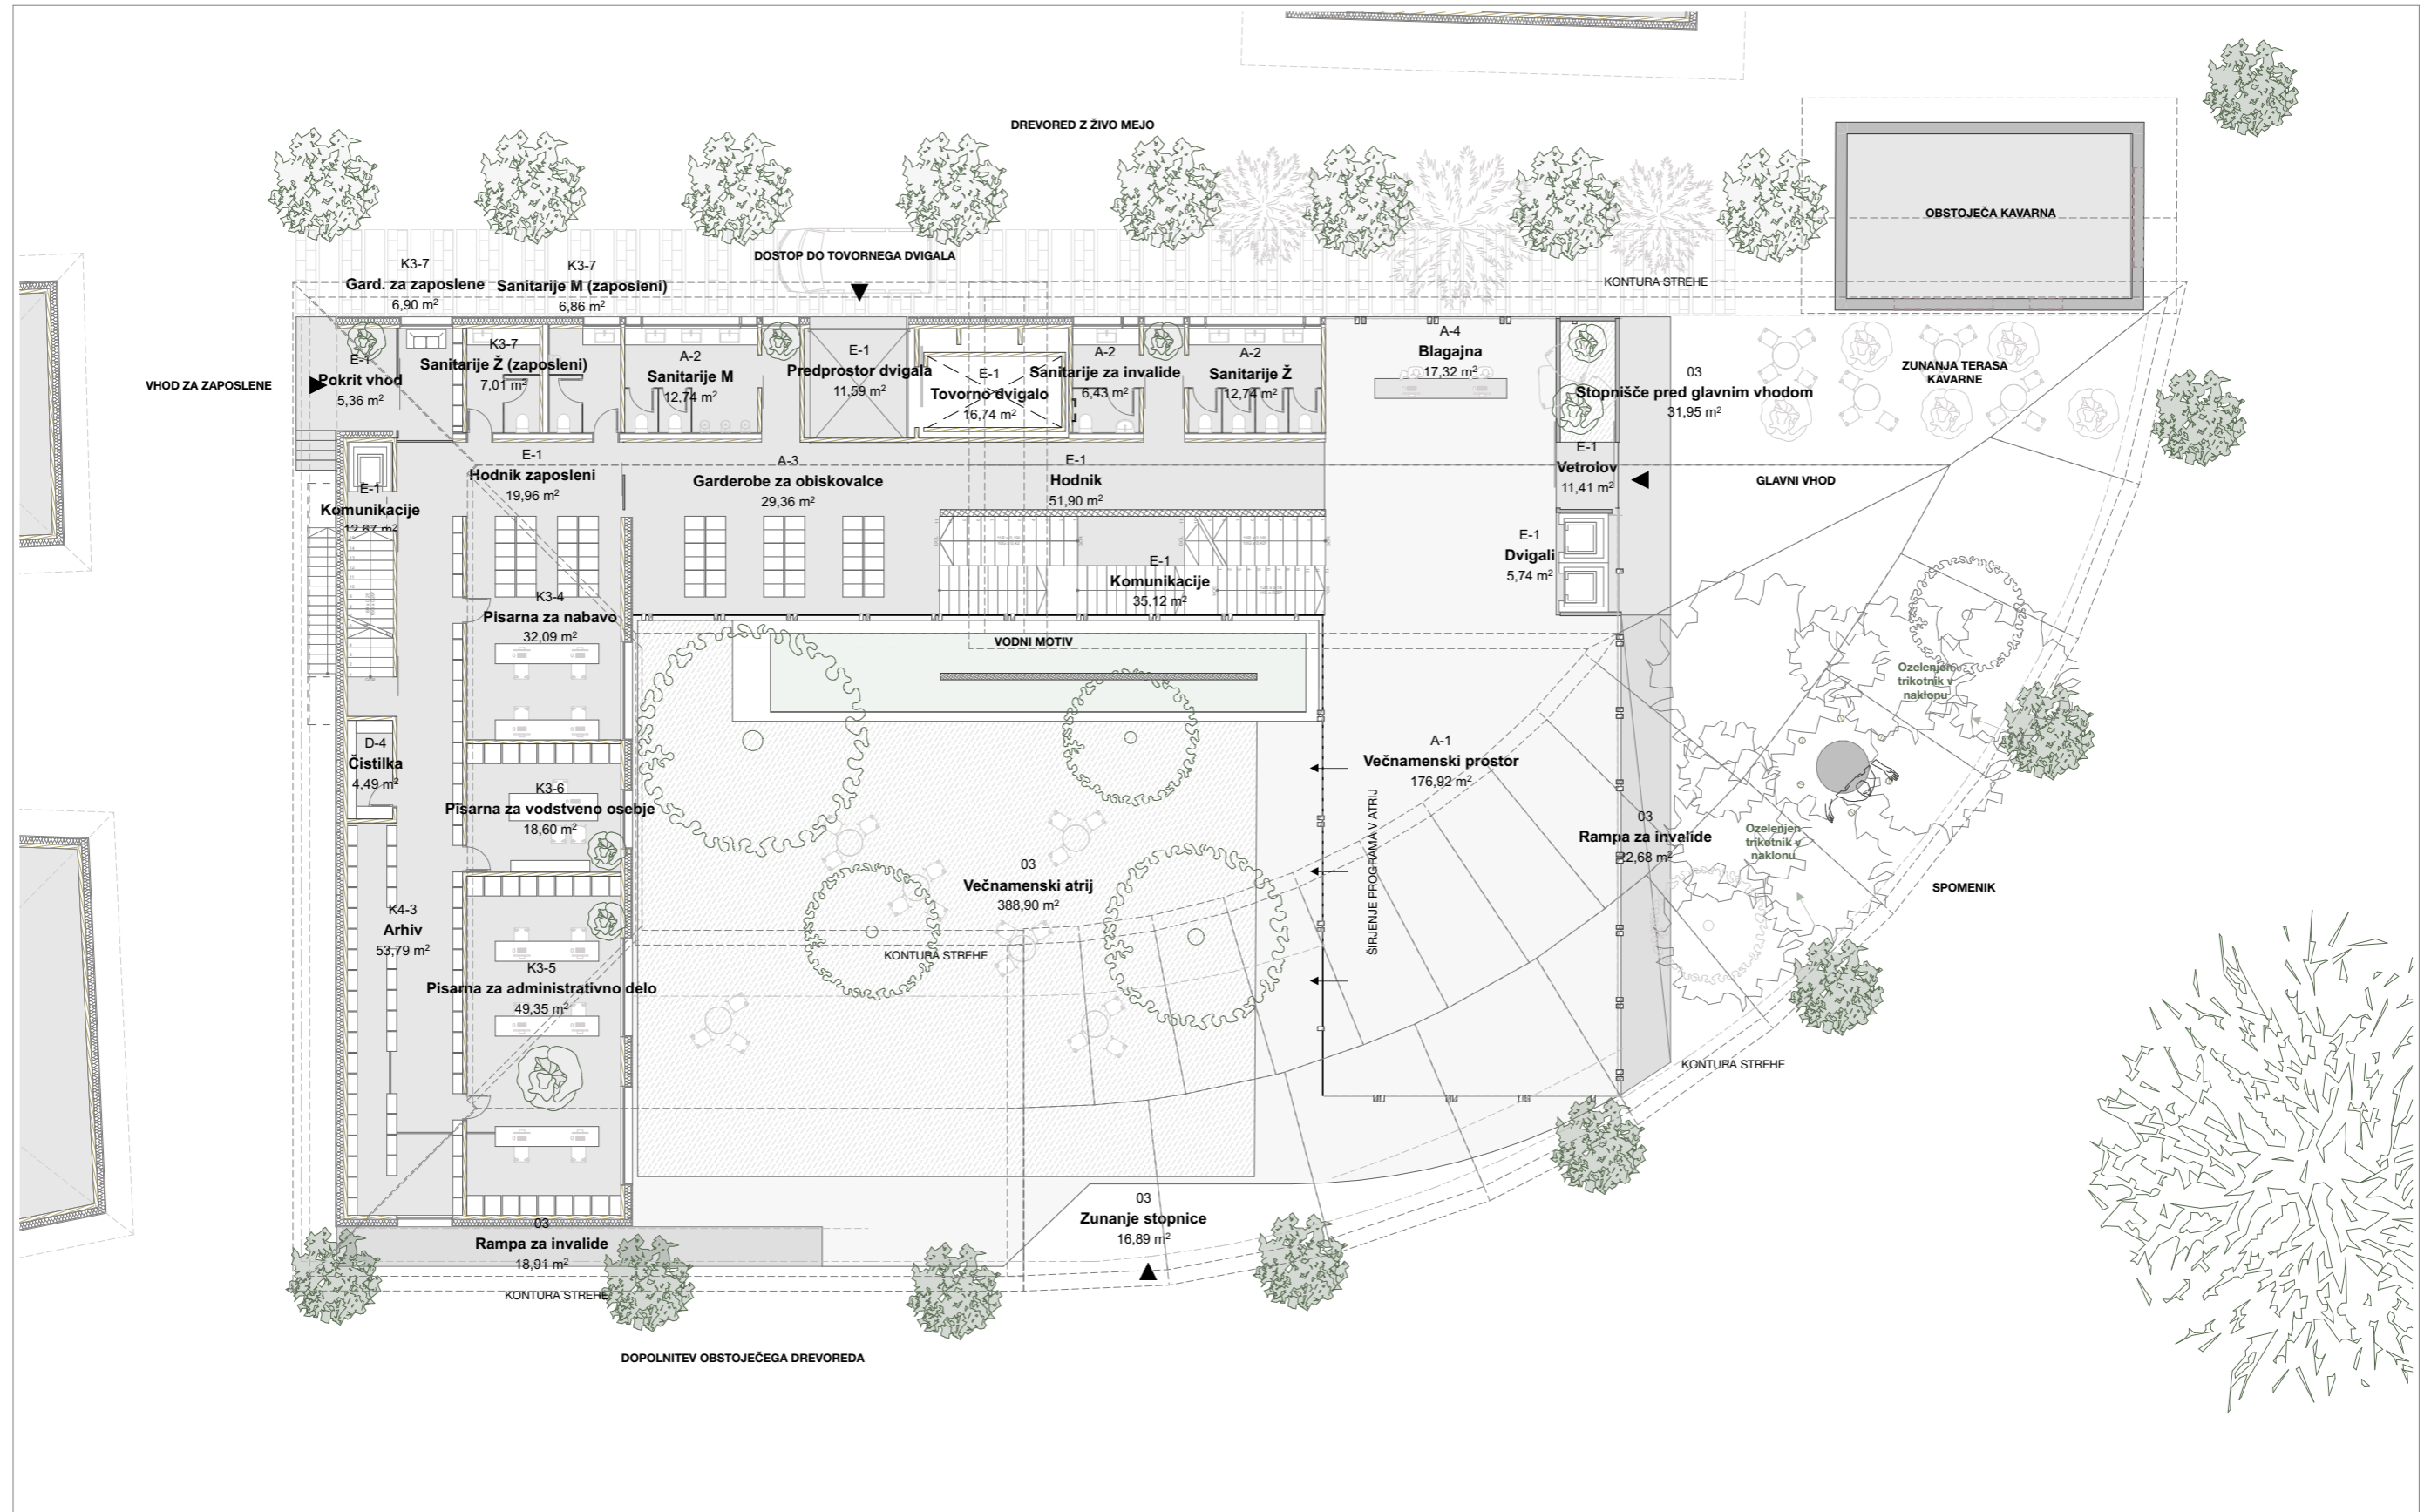 DREVORED Z ŽIVO MEJO
OBSTOJEČA KAVARNA
DOSTOP DO TOVORNEGA DVIGALA
K3-7
Gard. za zaposlene
6,90 m²
K3-7
Sanitarije M (zaposleni)
6,86 m²
KONTURA STREHE
VHOD ZA ZAPOSLENE
E-1
Pokrit vhod
5,36 m²
K3-7
Sanitarije Ž (zaposleni)
7,01 m²
A-2
Sanitarije M
12,74 m²
E-1
Predprostor dvigala
11,59 m²
E-1
Tovorno dvigalo
16,74 m²
A-2
Sanitarije za invalide
6,43 m²
A-2
Sanitarije Ž
12,74 m²
A-4
Blagajna
17,32 m²
03
Stopnišče pred glavnim vhodom
31,95 m²
ZUNANJA TERASA
KAVARNE
E-1
Komunikacije
12,67 m²
E-1
Hodnik zaposleni
19,96 m²
A-3
Garderobe za obiskovalce
29,36 m²
E-1
Hodnik
51,90 m²
E-1
Vetrolov
11,41 m²
GLAVNI VHOD
E-1
Dvigali
5,74 m²
E-1
Komunikacije
35,12 m²
K3-4
Pisarna za nabavo
32,09 m²
VODNI MOTIV
Ozelenjen
trikotnik v
naklonu
D-4
Čistilka
4,49 m²
K3-6
Pisarna za vodstveno osebje
18,60 m²
A-1
Večnamenski prostor
176,92 m²
ŠIRJENJE PROGRAMA V ATRIJ
03
Rampa za invalide
22,68 m²
Ozelenjen
trikotnik v
naklonu
SPOMENIK
03
Večnamenski atrij
388,90 m²
KONTURA STREHE
K4-3
Arhiv
53,79 m²
K3-5
Pisarna za administrativno delo
49,35 m²
KONTURA STREHE
03
Zunanje stopnice
16,89 m²
03
Rampa za invalide
18,91 m²
KONTURA STREHE
DOPOLNITEV OBSTOJEČEGA DREVOREDA